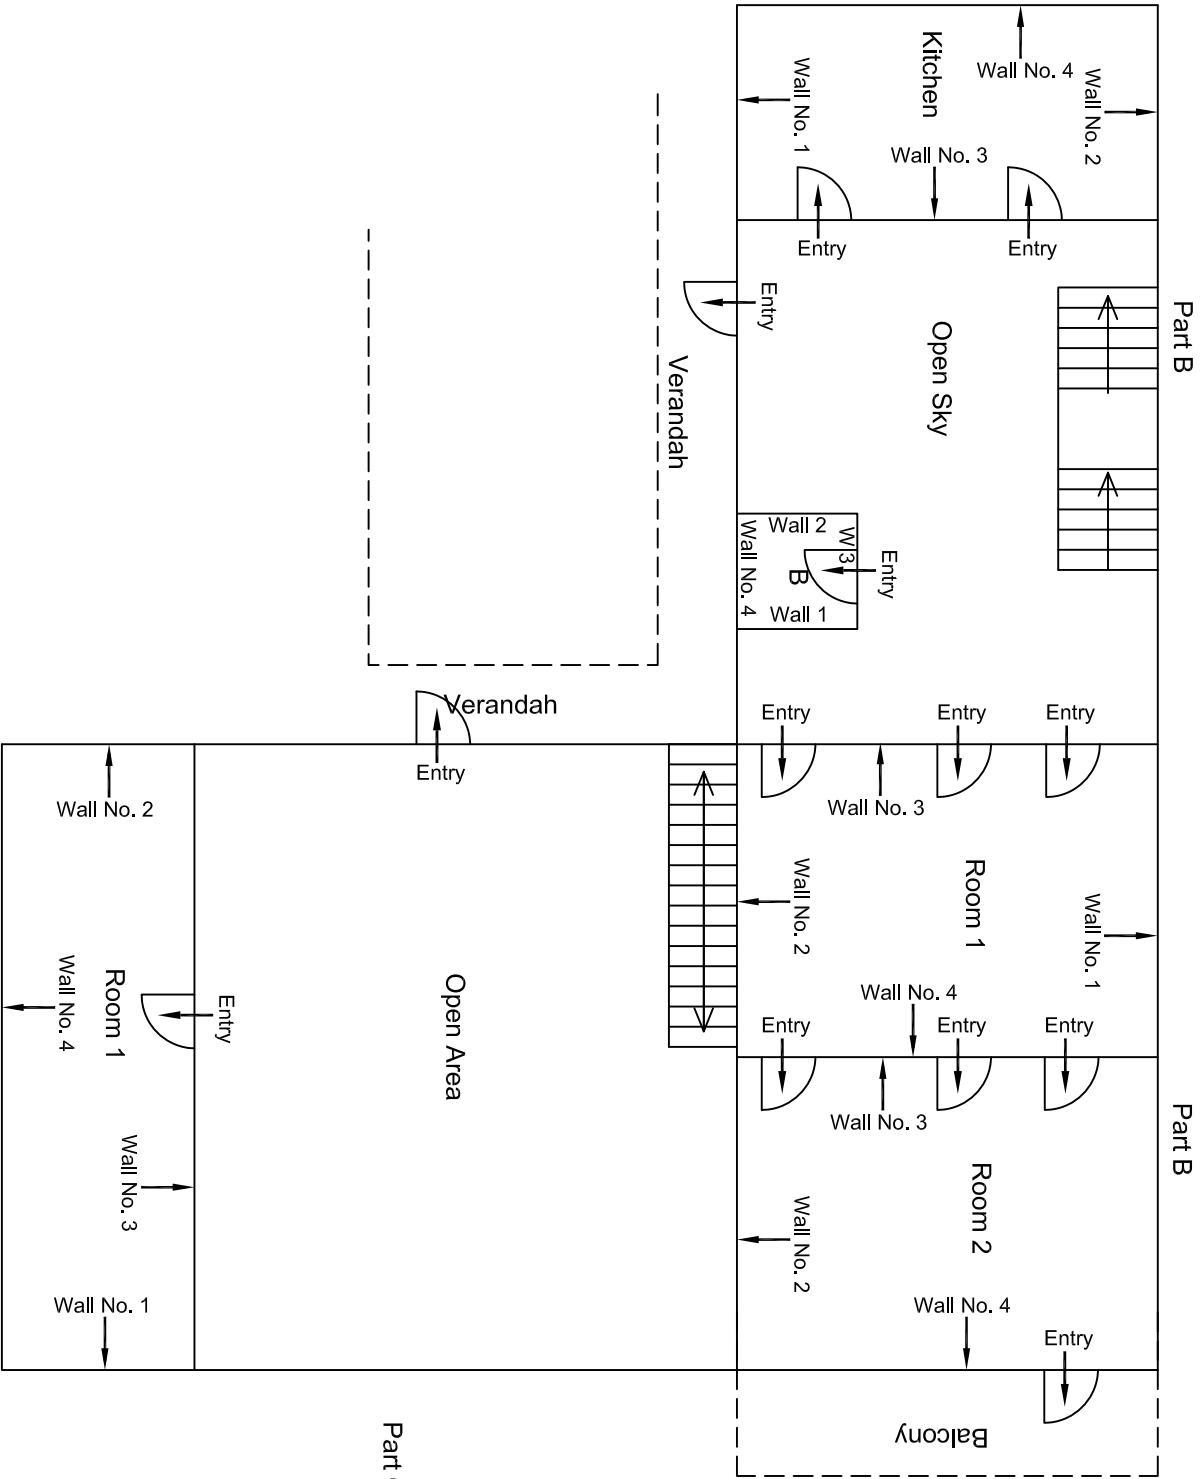 Kitchen
Wall No. 4
Wall No. 1
Wall No. 2
Wall No. 3
Entry
Entry
Entry
Part B
Open Sky
Verandah
Wall 2
W 3
Wall No. 4
B
Entry
Wall 1
Verandah
Entry
Entry
Entry
Entry
Wall No. 2
Wall No. 3
Room 1
Wall No. 2
Wall No. 1
Wall No. 4
Wall No. 4
Room 1
Entry
Open Area
Entry
Entry
Entry
Wall No. 3
Part B
Wall No. 3
Room 2
Wall No. 2
Wall No. 1
Wall No. 4
Entry
Balcony
Part